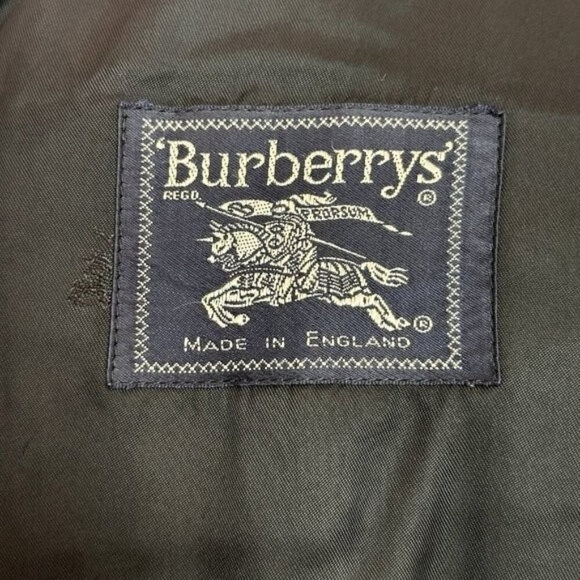 'Burberrys'
REGD.
®
PRORSUM
®
MADE IN ENGLAND